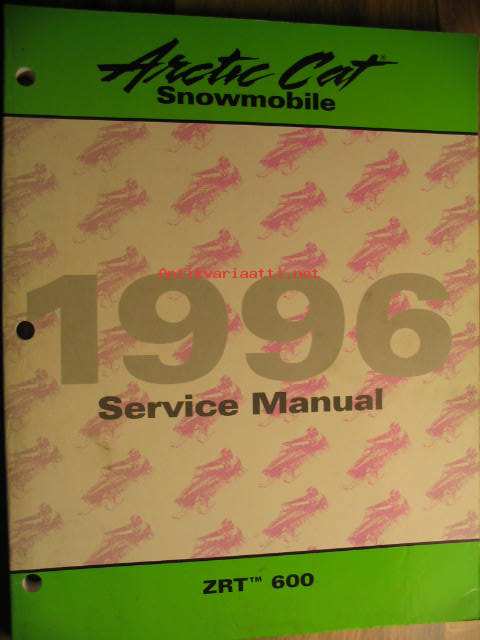 Arctic Cat®
Snowmobile
Antikvariaatti.net
1996
Service Manual
ZRT™ 600